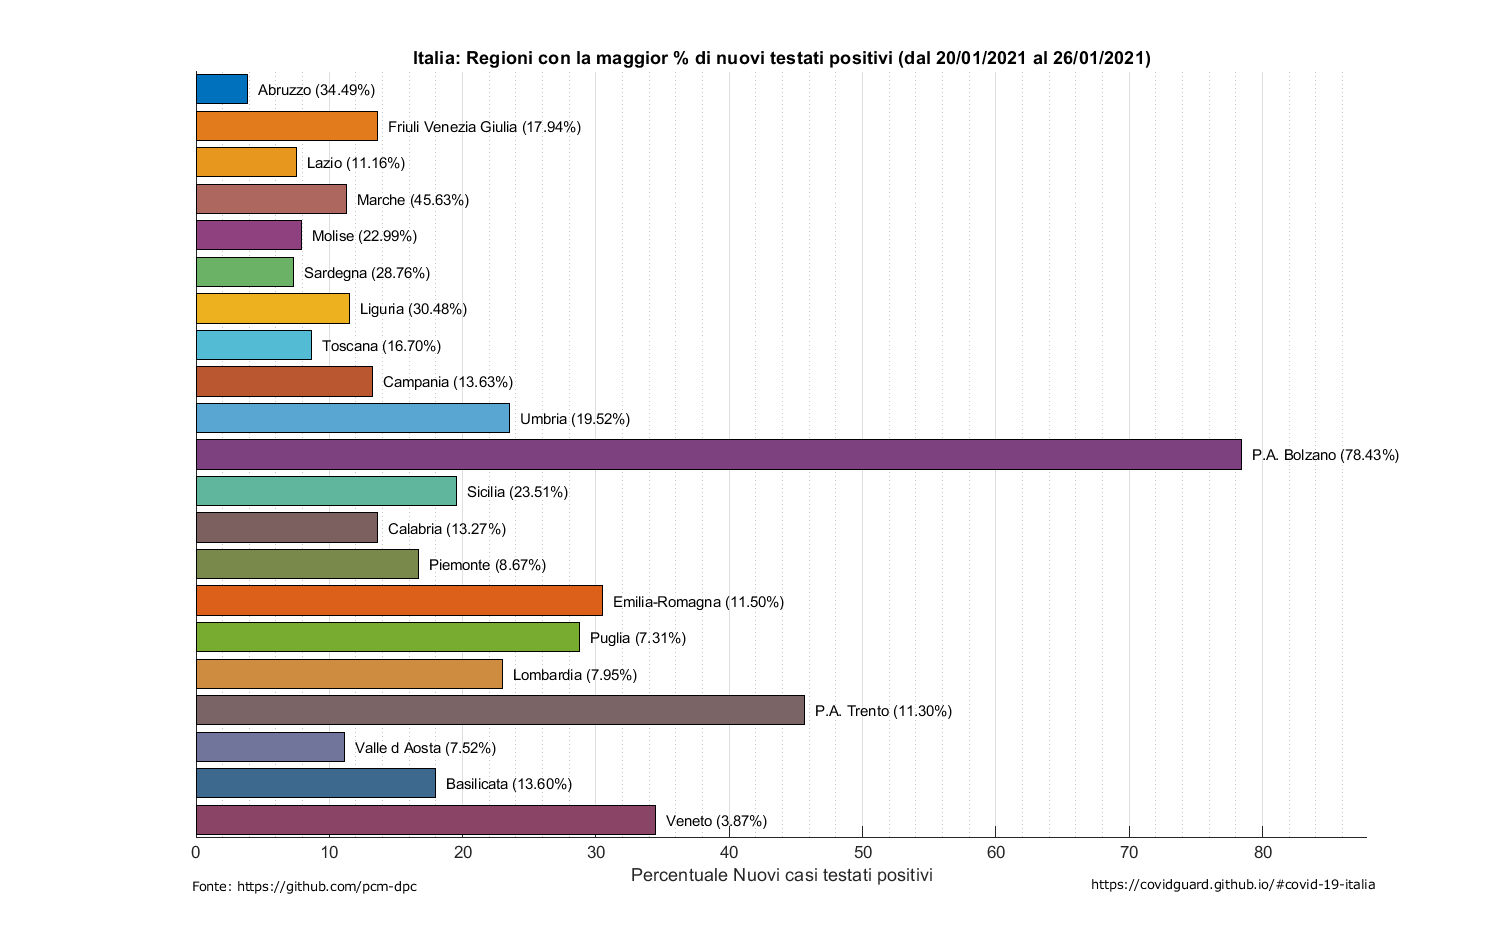 Italia: Regioni con la maggior % di nuovi testati positivi (dal 20/01/2021 al 26/01/2021)
Abruzzo (34.49%)
Friuli Venezia Giulia (17.94%)
Lazio (11.16%)
Marche (45.63%)
Molise (22.99%)
Sardegna (28.76%)
Liguria (30.48%)
Toscana (16.70%)
Campania (13.63%)
Umbria (19.52%)
P.A. Bolzano (78.43%)
Sicilia (23.51%)
Calabria (13.27%)
Piemonte (8.67%)
Emilia-Romagna (11.50%)
Puglia (7.31%)
Lombardia (7.95%)
P.A. Trento (11.30%)
Valle d Aosta (7.52%)
Basilicata (13.60%)
Veneto (3.87%)
0 10 20 30 40 50 60 70 80
Percentuale Nuovi casi testati positivi
Fonte: https://github.com/pcm-dpc
https://covidguard.github.io/#covid-19-italia